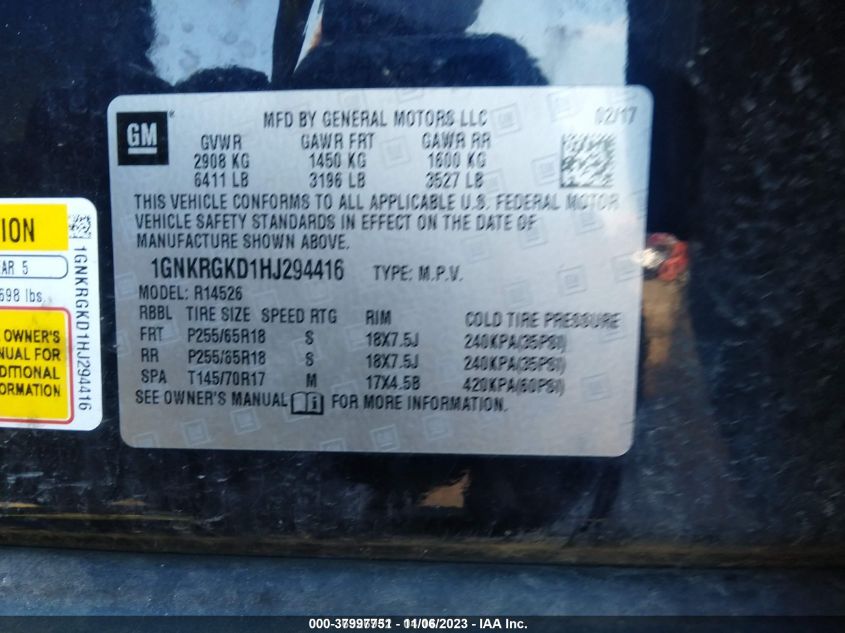 GM
MFD BY GENERAL MOTORS LLC 02/17
GVWR GAWR FRT GAWR RR
2908 KG 1450 KG 1600 KG
6411 LB 3196 LB 3527 LB
THIS VEHICLE CONFORMS TO ALL APPLICABLE U.S. FEDERAL MOTOR
VEHICLE SAFETY STANDARDS IN EFFECT ON THE DATE OF
MANUFACTURE SHOWN ABOVE.
1GNKRGKD1HJ294416 TYPE: M.P.V.
MODEL: R14526
RBBL TIRE SIZE SPEED RTG RIM COLD TIRE PRESSURE
FRT P255/65R18 S 18X7.5J 240KPA(35PSI)
RR P255/65R18 S 18X7.5J 240KPA(35PSI)
SPA T145/70R17 M 17X4.5B 420KPA(60PSI)
SEE OWNER'S MANUAL FOR MORE INFORMATION.
ION
AR 5
698 lbs.
OWNER'S
NUAL FOR
DITIONAL
ORMATION
1GNKRGKD1HJ294416
11/06/2023 - IAA Inc.